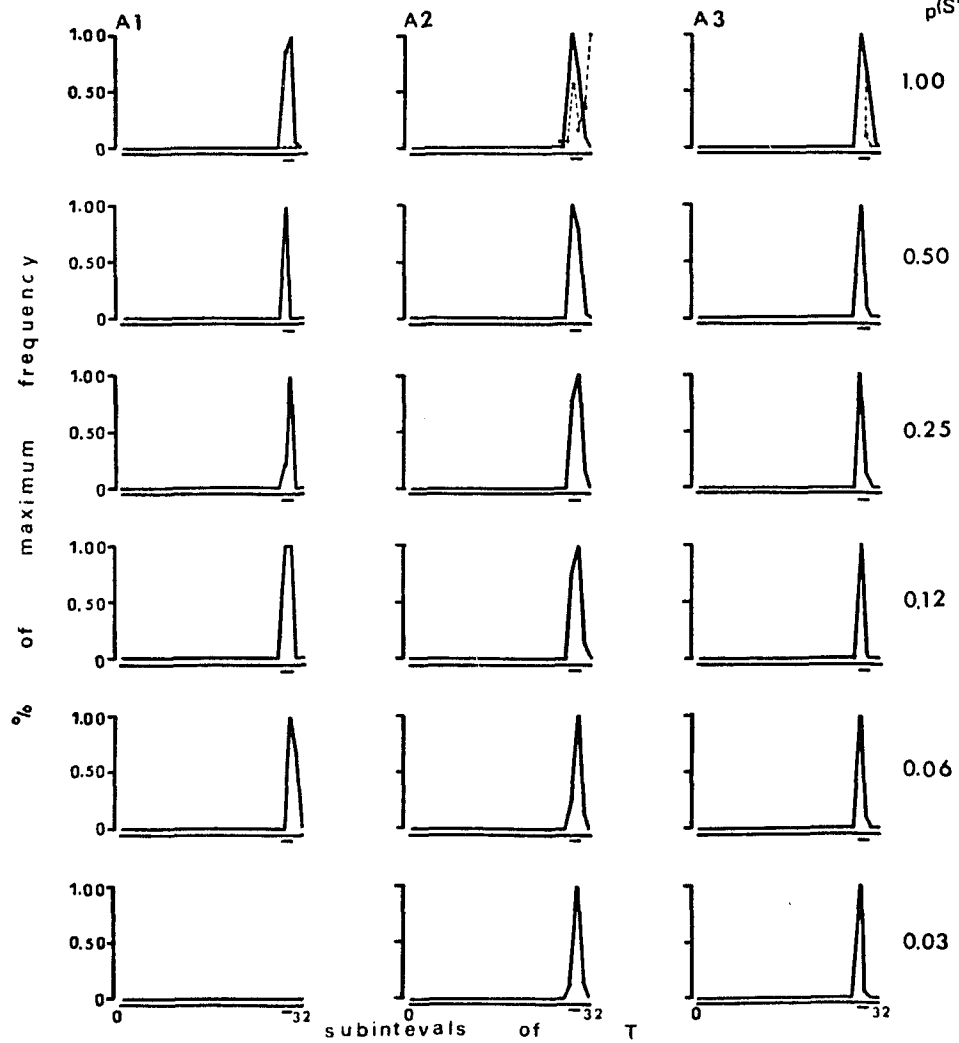 A1 A2 A3 p(S
1.00 0.50 0 1.00
1.00 0.50 0 0.50
1.00 0.50 0 0.25
1.00 0.50 0 0.12
1.00 0.50 0 0.06
1.00 0.50 0 0.03
% of maximum frequency
0 32 0 32 0 32
subintevals of T